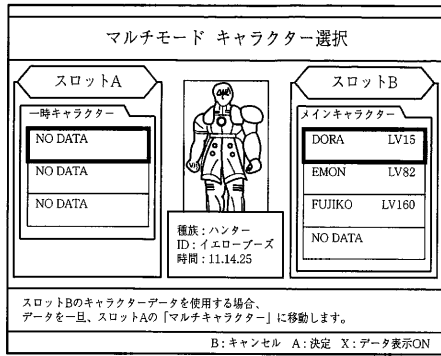 マルチモード キャラクター選択
スロットA
一時キャラクター
NO DATA
NO DATA
NO DATA
種族：ハンター
ID：イエローブーズ
時間：11.14.25
スロットB
メインキャラクター
DORA LV15
EMON LV82
FUJIKO LV160
NO DATA
スロットBのキャラクターデータを使用する場合、
データを一旦、スロットAの「マルチキャラクター」に移動します。
B：キャンセル A：決定 X：データ表示ON